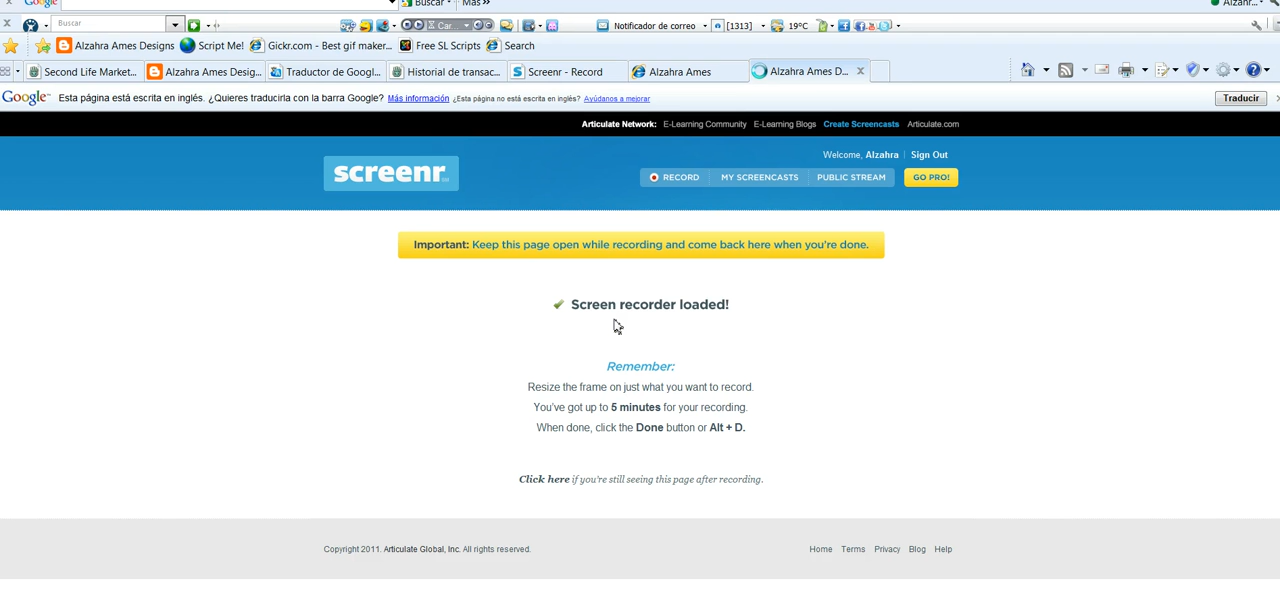 Google Buscar Más»
Buscar Car Notificador de correo [1313] 19°C
Alzahra Ames Designs Script Me! Gickr.com - Best gif maker... Free SL Scripts Search
Second Life Market... Alzahra Ames Desig... Traductor de Googl... Historial de transac... Screenr - Record Alzahra Ames Alzahra Ames D...
Google Esta página está escrita en inglés. ¿Quieres traducirla con la barra Google? Más información ¿Esta página no está escrita en inglés? Ayúdanos a mejorar Traducir
Articulate Network: E-Learning Community E-Learning Blogs Create Screencasts Articulate.com
Welcome, Alzahra | Sign Out
screenr
RECORD MY SCREENCASTS PUBLIC STREAM GO PRO!
Important: Keep this page open while recording and come back here when you're done.
Screen recorder loaded!
Remember:
Resize the frame on just what you want to record.
You've got up to 5 minutes for your recording.
When done, click the Done button or Alt + D.
Click here if you're still seeing this page after recording.
Copyright 2011. Articulate Global, Inc. All rights reserved. Home Terms Privacy Blog Help